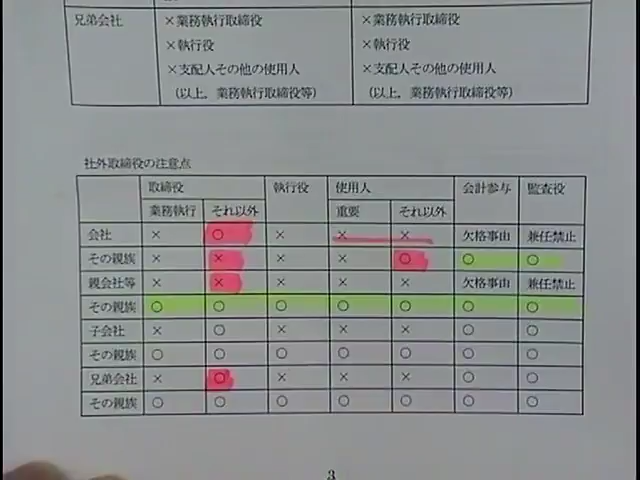 兄弟会社 ×業務執行取締役 ×業務執行取締役
×執行役 ×執行役
×支配人その他の使用人 ×支配人その他の使用人
(以上，業務執行取締役等) (以上，業務執行取締役等)
社外取締役の注意点
取締役 執行役 使用人 会計参与 監査役
業務執行 それ以外 重要 それ以外
会社 × ○ × × × 欠格事由 兼任禁止
その親族 × × × × ○ ○ ○
親会社等 × × × × × 欠格事由 兼任禁止
その親族 ○ ○ ○ ○ ○ ○ ○
子会社 × ○ × × × ○ ○
その親族 ○ ○ ○ ○ ○ ○ ○
兄弟会社 × ○ × × × ○ ○
その親族 ○ ○ ○ ○ ○ ○ ○
3